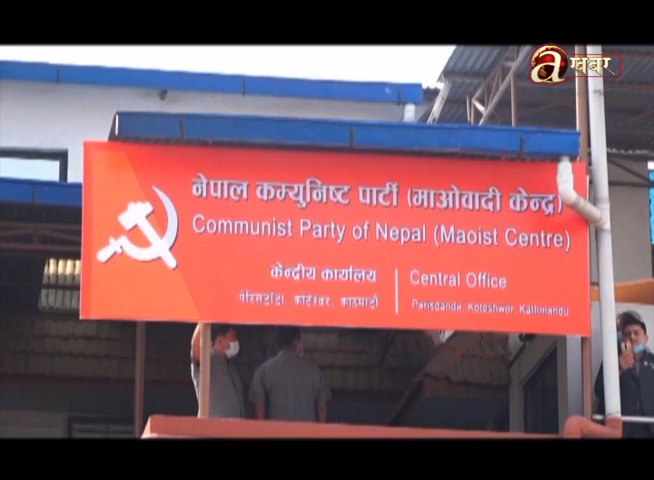 a खबर
नेपाल कम्युनिष्ट पार्टी (माओवादी केन्द्र)
Communist Party of Nepal (Maoist Centre)
केन्द्रीय कार्यालय
पेरिसडाँडा, कोटेश्वर, काठमाडौं
Central Office
Parisdanda, Koteshwor, Kathmandu